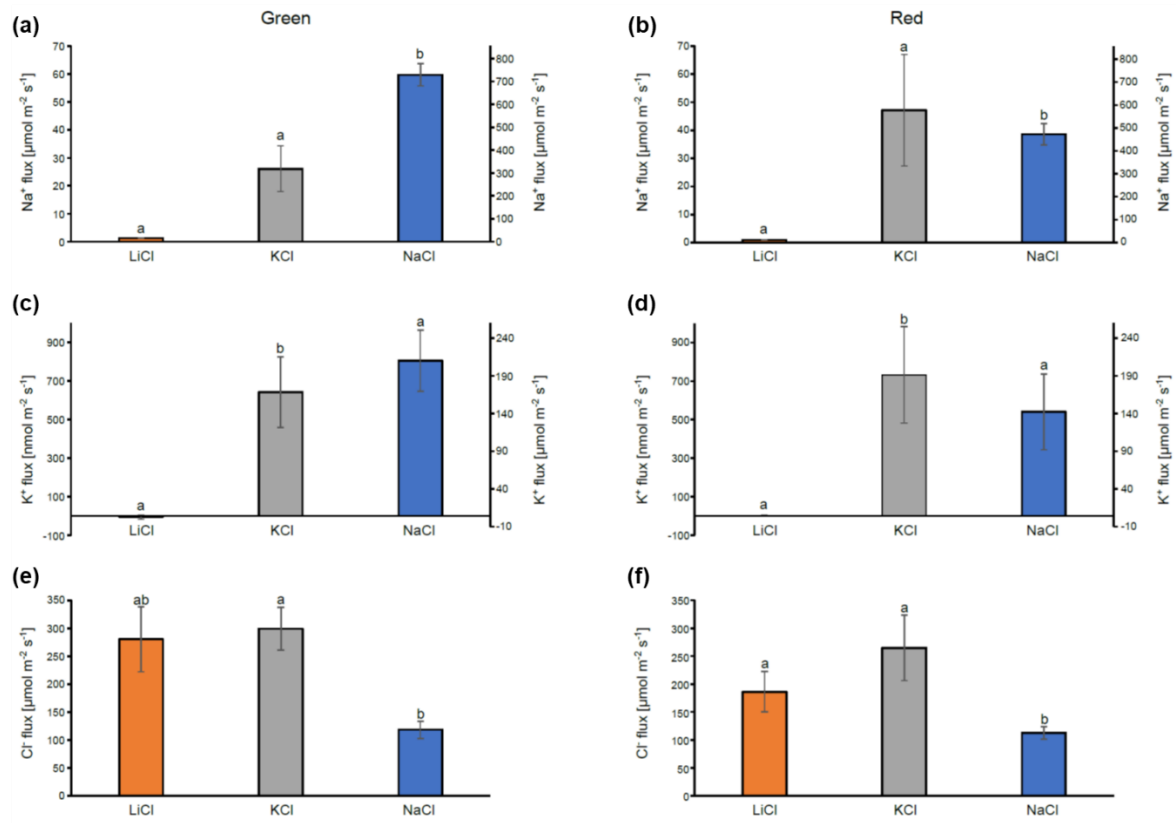 (a)
Green
Na⁺ flux [µmol m⁻² s⁻¹]
70
60
50
40
30
20
10
0
a
a
b
800
700
600
500
400
300
200
100
0
Na⁺ flux [µmol m⁻² s⁻¹]
LiCl KCl NaCl
(b)
Red
Na⁺ flux [µmol m⁻² s⁻¹]
70
60
50
40
30
20
10
0
a
a
b
800
700
600
500
400
300
200
100
0
Na⁺ flux [µmol m⁻² s⁻¹]
LiCl KCl NaCl
(c)
K⁺ flux [nmol m⁻² s⁻¹]
900
700
500
300
100
-100
a
b
a
240
190
140
90
40
-10
K⁺ flux [µmol m⁻² s⁻¹]
LiCl KCl NaCl
(d)
K⁺ flux [nmol m⁻² s⁻¹]
900
700
500
300
100
-100
a
b
a
240
190
140
90
40
-10
K⁺ flux [µmol m⁻² s⁻¹]
LiCl KCl NaCl
(e)
Cl⁻ flux [µmol m⁻² s⁻¹]
350
300
250
200
150
100
50
0
ab
a
b
LiCl KCl NaCl
(f)
Cl⁻ flux [µmol m⁻² s⁻¹]
350
300
250
200
150
100
50
0
a
a
b
LiCl KCl NaCl